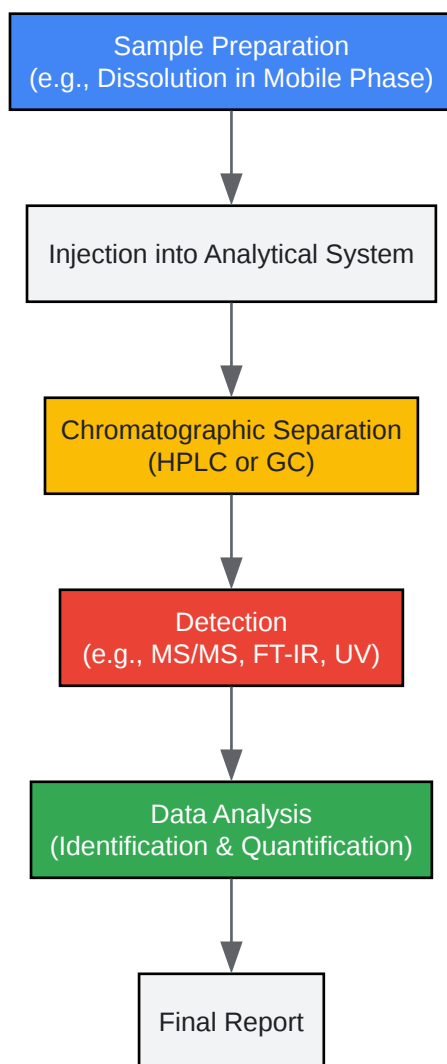 Sample Preparation
(e.g., Dissolution in Mobile Phase)
Injection into Analytical System
Chromatographic Separation
(HPLC or GC)
Detection
(e.g., MS/MS, FT-IR, UV)
Data Analysis
(Identification & Quantification)
Final Report